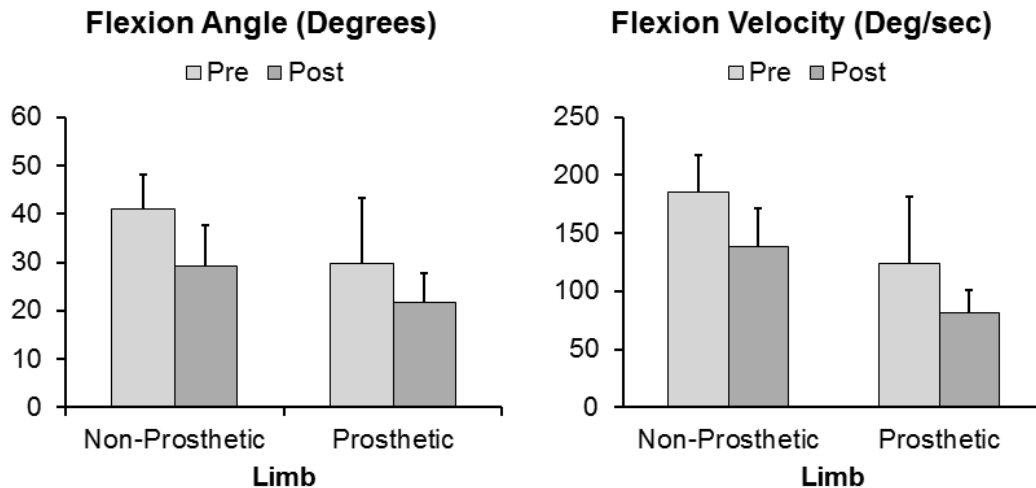 Flexion Angle (Degrees)
Pre Post
60
50
40
30
20
10
0
Non-Prosthetic Prosthetic
Limb
Flexion Velocity (Deg/sec)
Pre Post
250
200
150
100
50
0
Non-Prosthetic Prosthetic
Limb